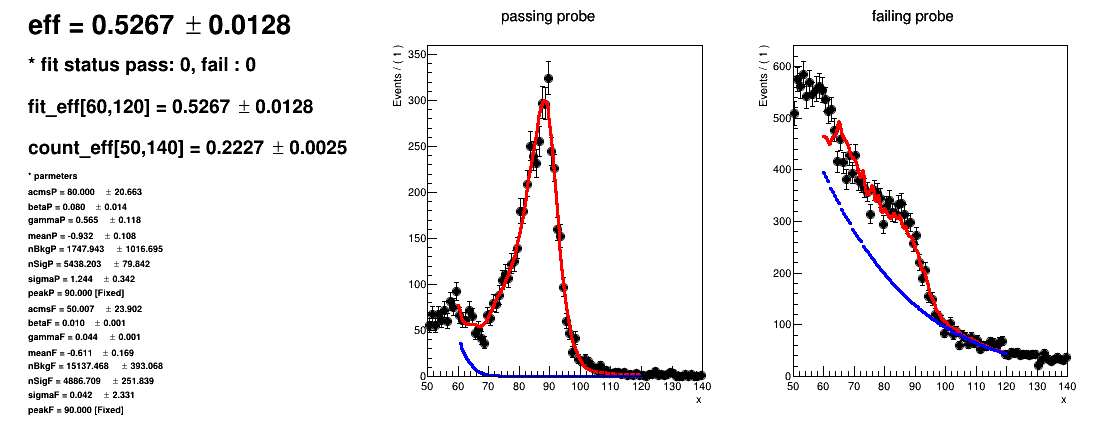 eff = 0.5267 ± 0.0128
* fit status pass: 0, fail : 0
fit_eff[60,120] = 0.5267 ± 0.0128
count_eff[50,140] = 0.2227 ± 0.0025
* parmeters
acmsP = 80.000 ± 20.663
betaP = 0.080 ± 0.014
gammaP = 0.565 ± 0.118
meanP = -0.932 ± 0.108
nBkgP = 1747.943 ± 1016.695
nSigP = 5438.203 ± 79.842
sigmaP = 1.244 ± 0.342
peakP = 90.000 [Fixed]
acmsF = 50.007 ± 23.902
betaF = 0.010 ± 0.001
gammaF = 0.044 ± 0.001
meanF = -0.611 ± 0.169
nBkgF = 15137.468 ± 393.068
nSigF = 4886.709 ± 251.839
sigmaF = 0.042 ± 2.331
peakF = 90.000 [Fixed]
passing probe
Events / ( 1 )
350
300
250
200
150
100
50
0
50 60 70 80 90 100 110 120 130 140
x
failing probe
Events / ( 1 )
600
500
400
300
200
100
0
50 60 70 80 90 100 110 120 130 140
x